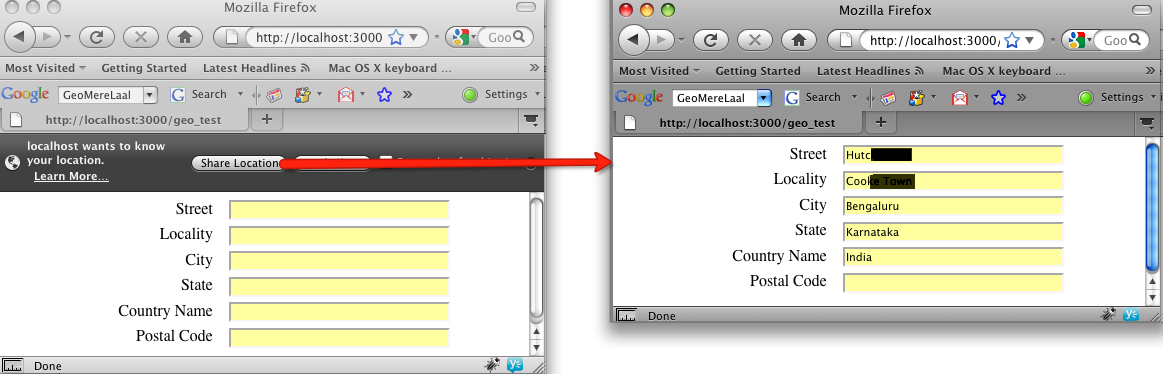 Mozilla Firefox
http://localhost:3000
Goo
Most Visited Getting Started Latest Headlines Mac OS X keyboard ... »
Google GeoMereLaal Search » Settings
http://localhost:3000/geo_test
localhost wants to know
your location.
Learn More...
Share Location
Street
Locality
City
State
Country Name
Postal Code
Done
Mozilla Firefox
http://localhost:3000/
Goo
Most Visited Getting Started Latest Headlines Mac OS X keyboard ... »
Google GeoMereLaal Search » Settings
http://localhost:3000/geo_test
Street Hutc
Locality Cooke Town
City Bengaluru
State Karnataka
Country Name India
Postal Code
Done